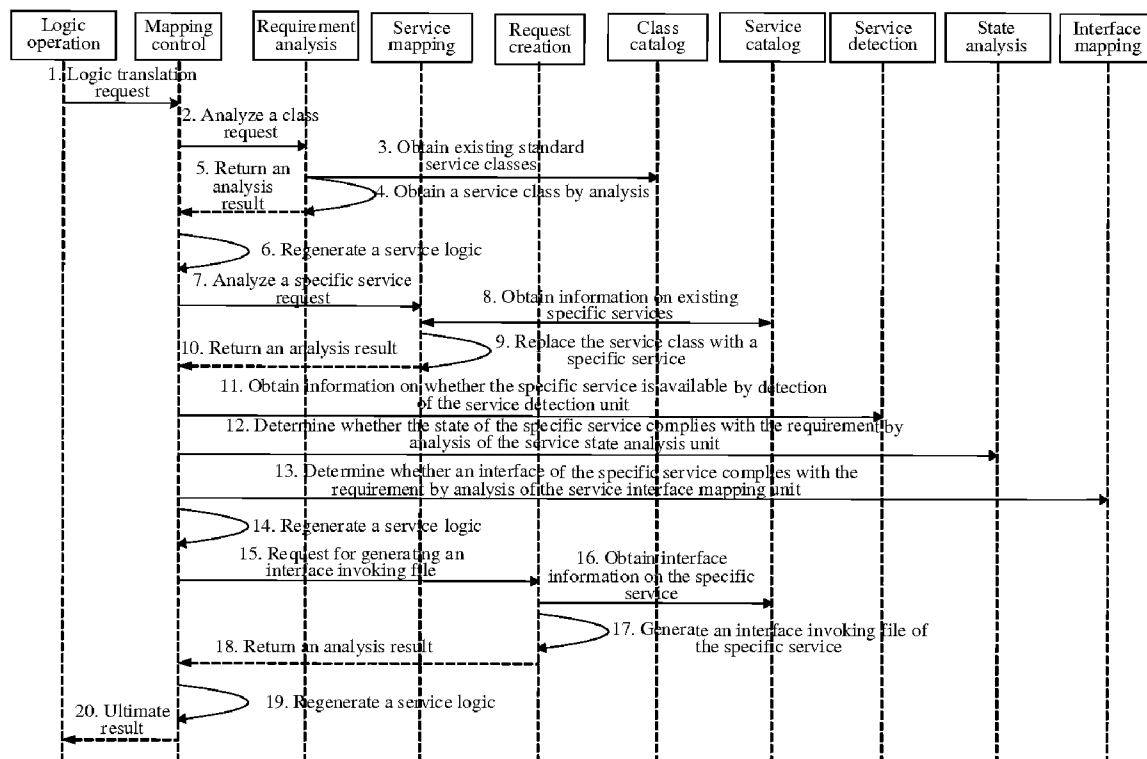 Logic
operation
Mapping
control
Requirement
analysis
Service
mapping
Request
creation
Class
catalog
Service
catalog
Service
detection
State
analysis
Interface
mapping
1. Logic translation
request
2. Analyze a class
request
3. Obtain existing standard
service classes
5. Return an
analysis
result
4. Obtain a service class by analysis
6. Regenerate a service logic
7. Analyze a specific service
request
8. Obtain information on existing
specific services
9. Replace the service class with a
specific service
10. Return an analysis result
11. Obtain information on whether the specific service is available by detection
of the service detection unit
12. Determine whether the state of the specific service complies with the requirement by
analysis of the service state analysis unit
13. Determine whether an interface of the specific service complies with the
requirement by analysis of the service interface mapping unit
14. Regenerate a service logic
15. Request for generating an
interface invoking file
16. Obtain interface
information on the specific
service
17. Generate an interface invoking file of
the specific service
18. Return an analysis result
19. Regenerate a service logic
20. Ultimate
result